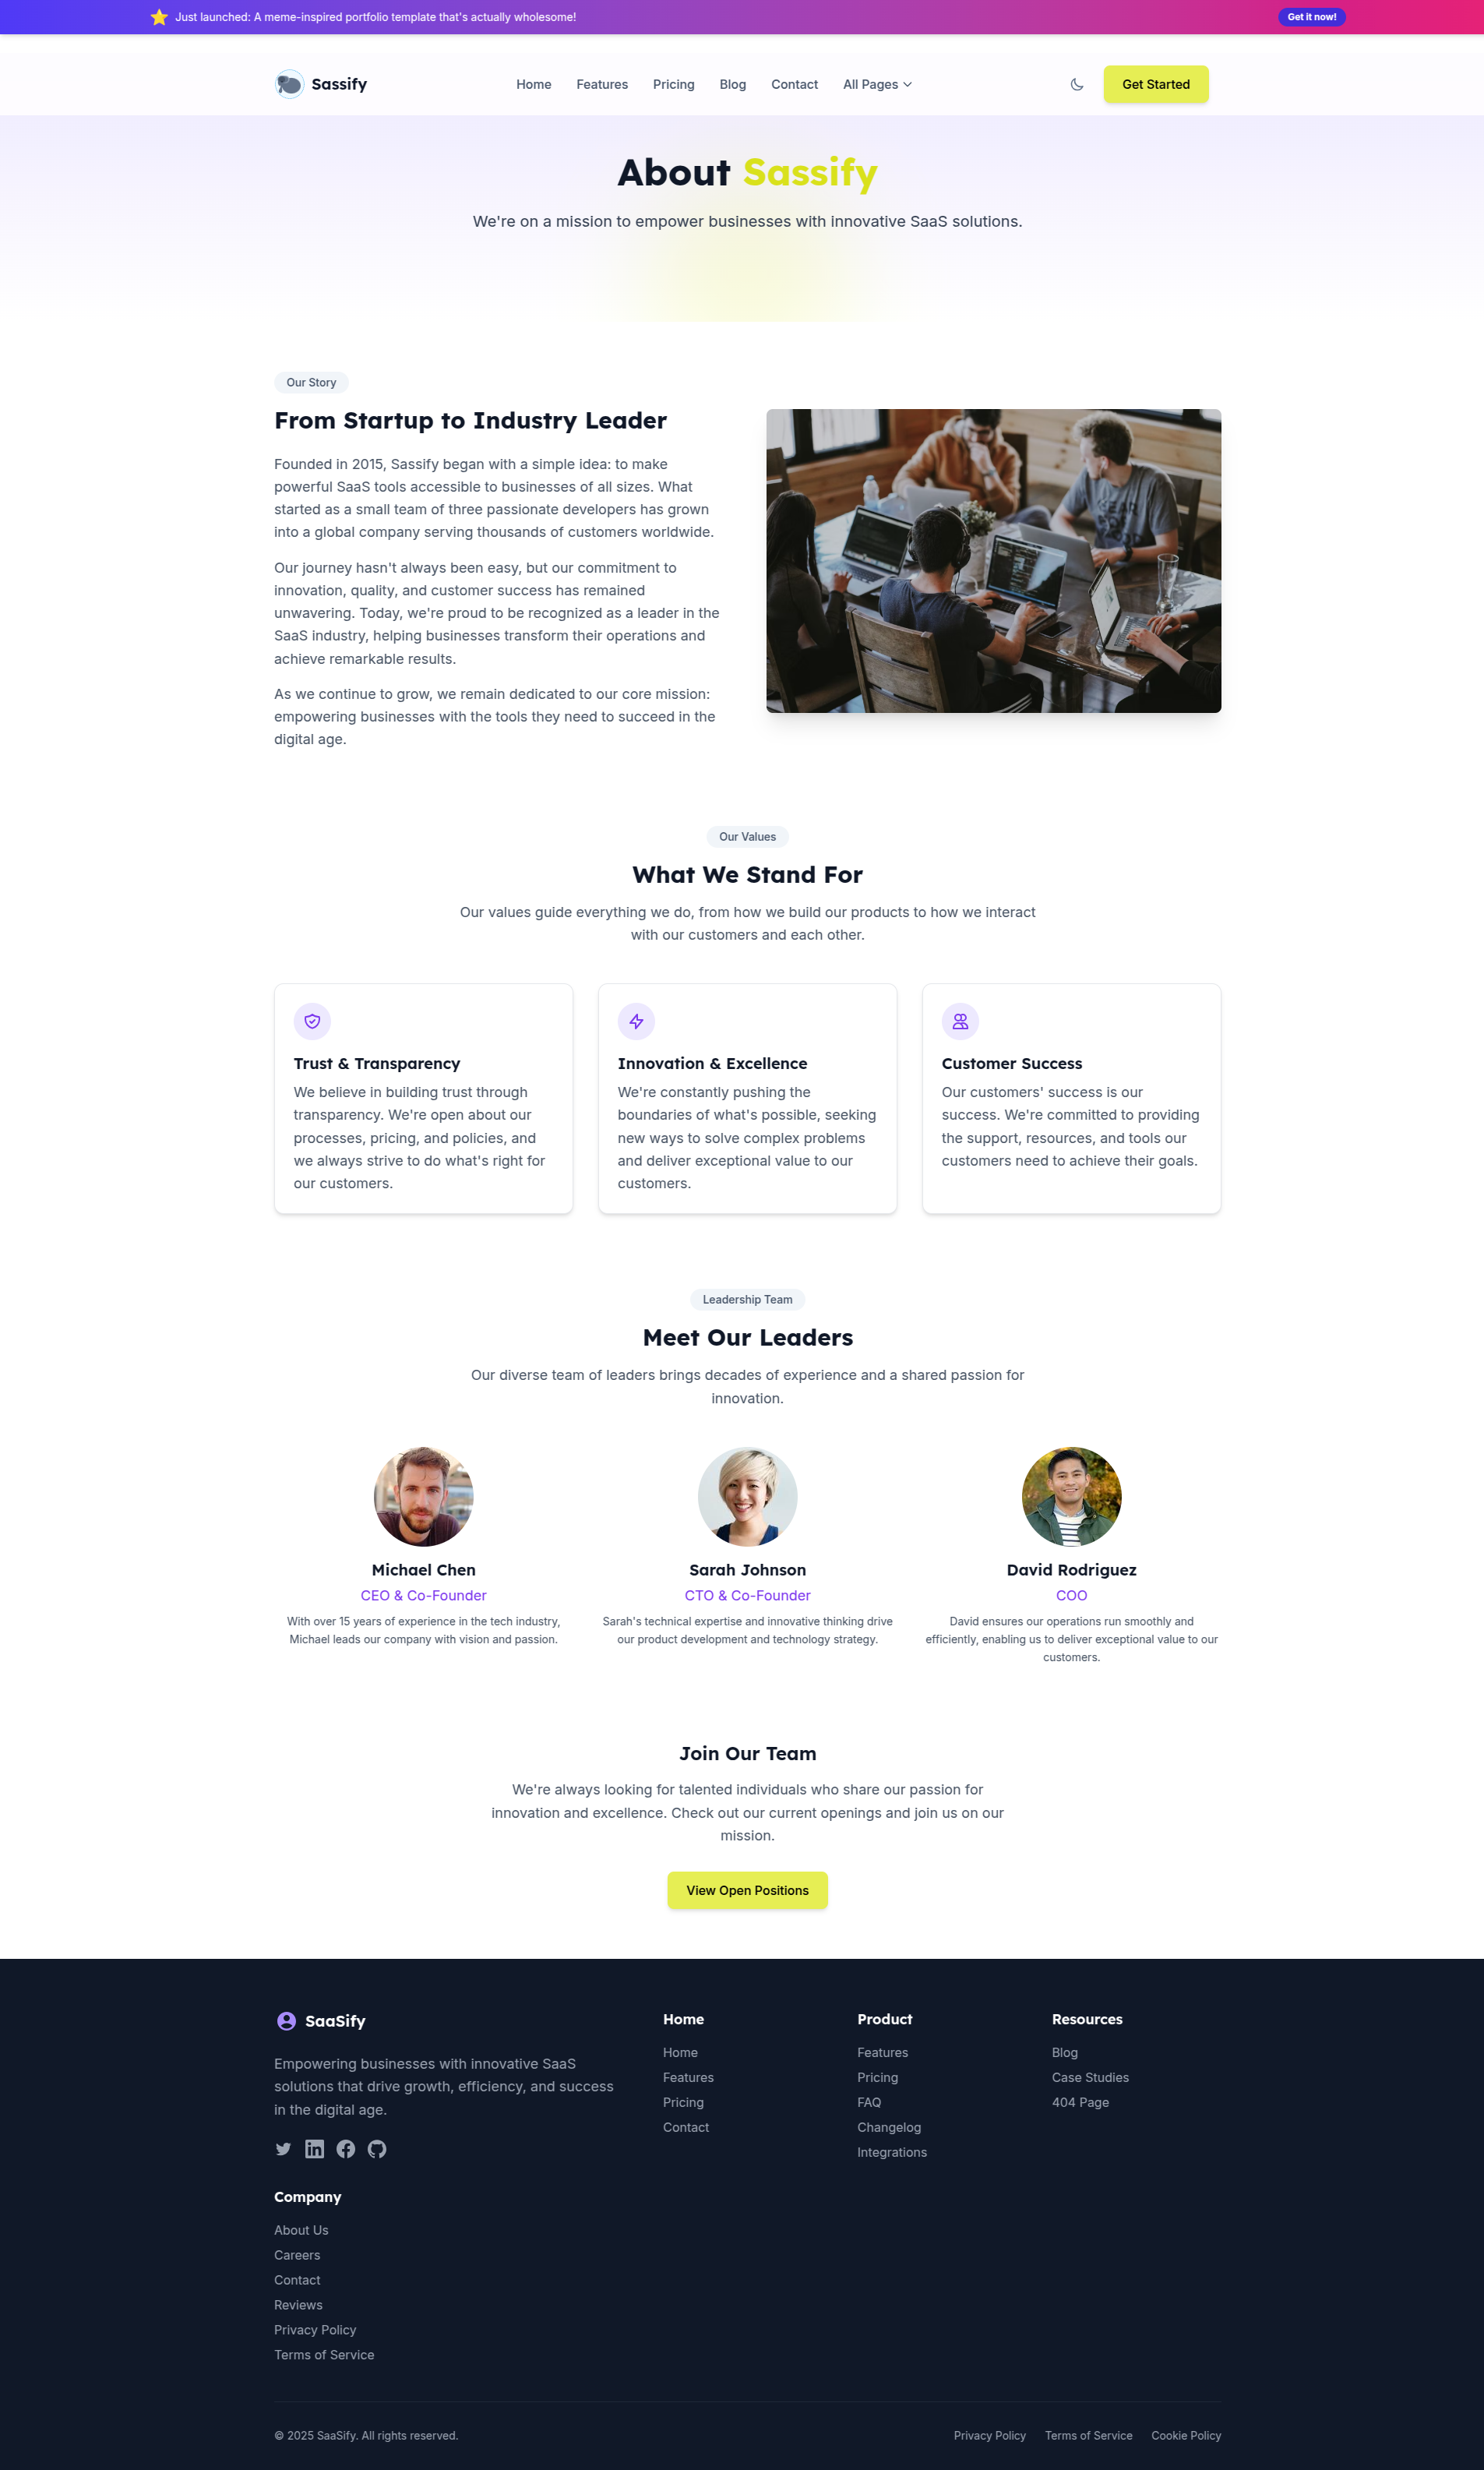 Just launched: A meme-inspired portfolio template that's actually wholesome!
Get it now!
Sassify
Home
Features
Pricing
Blog
Contact
All Pages
Get Started
About Sassify
We're on a mission to empower businesses with innovative SaaS solutions.
Our Story
From Startup to Industry Leader
Founded in 2015, Sassify began with a simple idea: to make
powerful SaaS tools accessible to businesses of all sizes. What
started as a small team of three passionate developers has grown
into a global company serving thousands of customers worldwide.
Our journey hasn't always been easy, but our commitment to
innovation, quality, and customer success has remained
unwavering. Today, we're proud to be recognized as a leader in the
SaaS industry, helping businesses transform their operations and
achieve remarkable results.
As we continue to grow, we remain dedicated to our core mission:
empowering businesses with the tools they need to succeed in the
digital age.
Our Values
What We Stand For
Our values guide everything we do, from how we build our products to how we interact
with our customers and each other.
Trust & Transparency
We believe in building trust through
transparency. We're open about our
processes, pricing, and policies, and
we always strive to do what's right for
our customers.
Innovation & Excellence
We're constantly pushing the
boundaries of what's possible, seeking
new ways to solve complex problems
and deliver exceptional value to our
customers.
Customer Success
Our customers' success is our
success. We're committed to providing
the support, resources, and tools our
customers need to achieve their goals.
Leadership Team
Meet Our Leaders
Our diverse team of leaders brings decades of experience and a shared passion for
innovation.
Michael Chen
CEO & Co-Founder
With over 15 years of experience in the tech industry,
Michael leads our company with vision and passion.
Sarah Johnson
CTO & Co-Founder
Sarah's technical expertise and innovative thinking drive
our product development and technology strategy.
David Rodriguez
COO
David ensures our operations run smoothly and
efficiently, enabling us to deliver exceptional value to our
customers.
Join Our Team
We're always looking for talented individuals who share our passion for
innovation and excellence. Check out our current openings and join us on our
mission.
View Open Positions
SaaSify
Empowering businesses with innovative SaaS
solutions that drive growth, efficiency, and success
in the digital age.
Home
Home
Features
Pricing
Contact
Product
Features
Pricing
FAQ
Changelog
Integrations
Resources
Blog
Case Studies
404 Page
Company
About Us
Careers
Contact
Reviews
Privacy Policy
Terms of Service
© 2025 SaaSify. All rights reserved.
Privacy Policy
Terms of Service
Cookie Policy